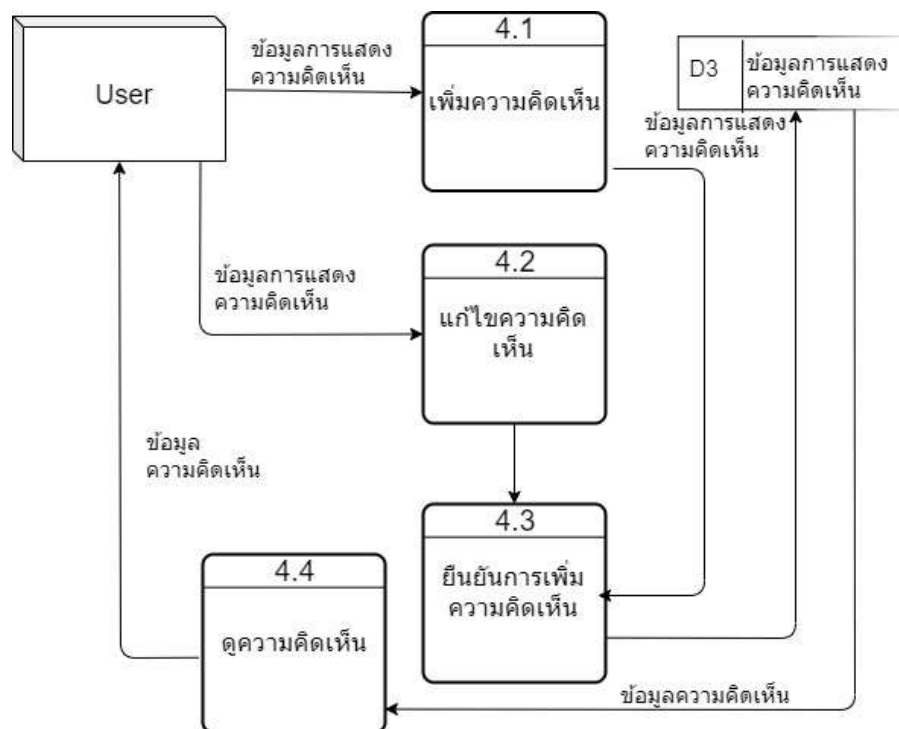 User
ข้อมูลการแสดง
ความคิดเห็น
4.1
เพิ่มความคิดเห็น
D3
ข้อมูลการแสดง
ความคิดเห็น
ข้อมูลการแสดง
ความคิดเห็น
ข้อมูลการแสดง
ความคิดเห็น
4.2
แก้ไขความคิด
เห็น
ข้อมูล
ความคิดเห็น
4.3
ยืนยันการเพิ่ม
ความคิดเห็น
4.4
ดูความคิดเห็น
ข้อมูลความคิดเห็น